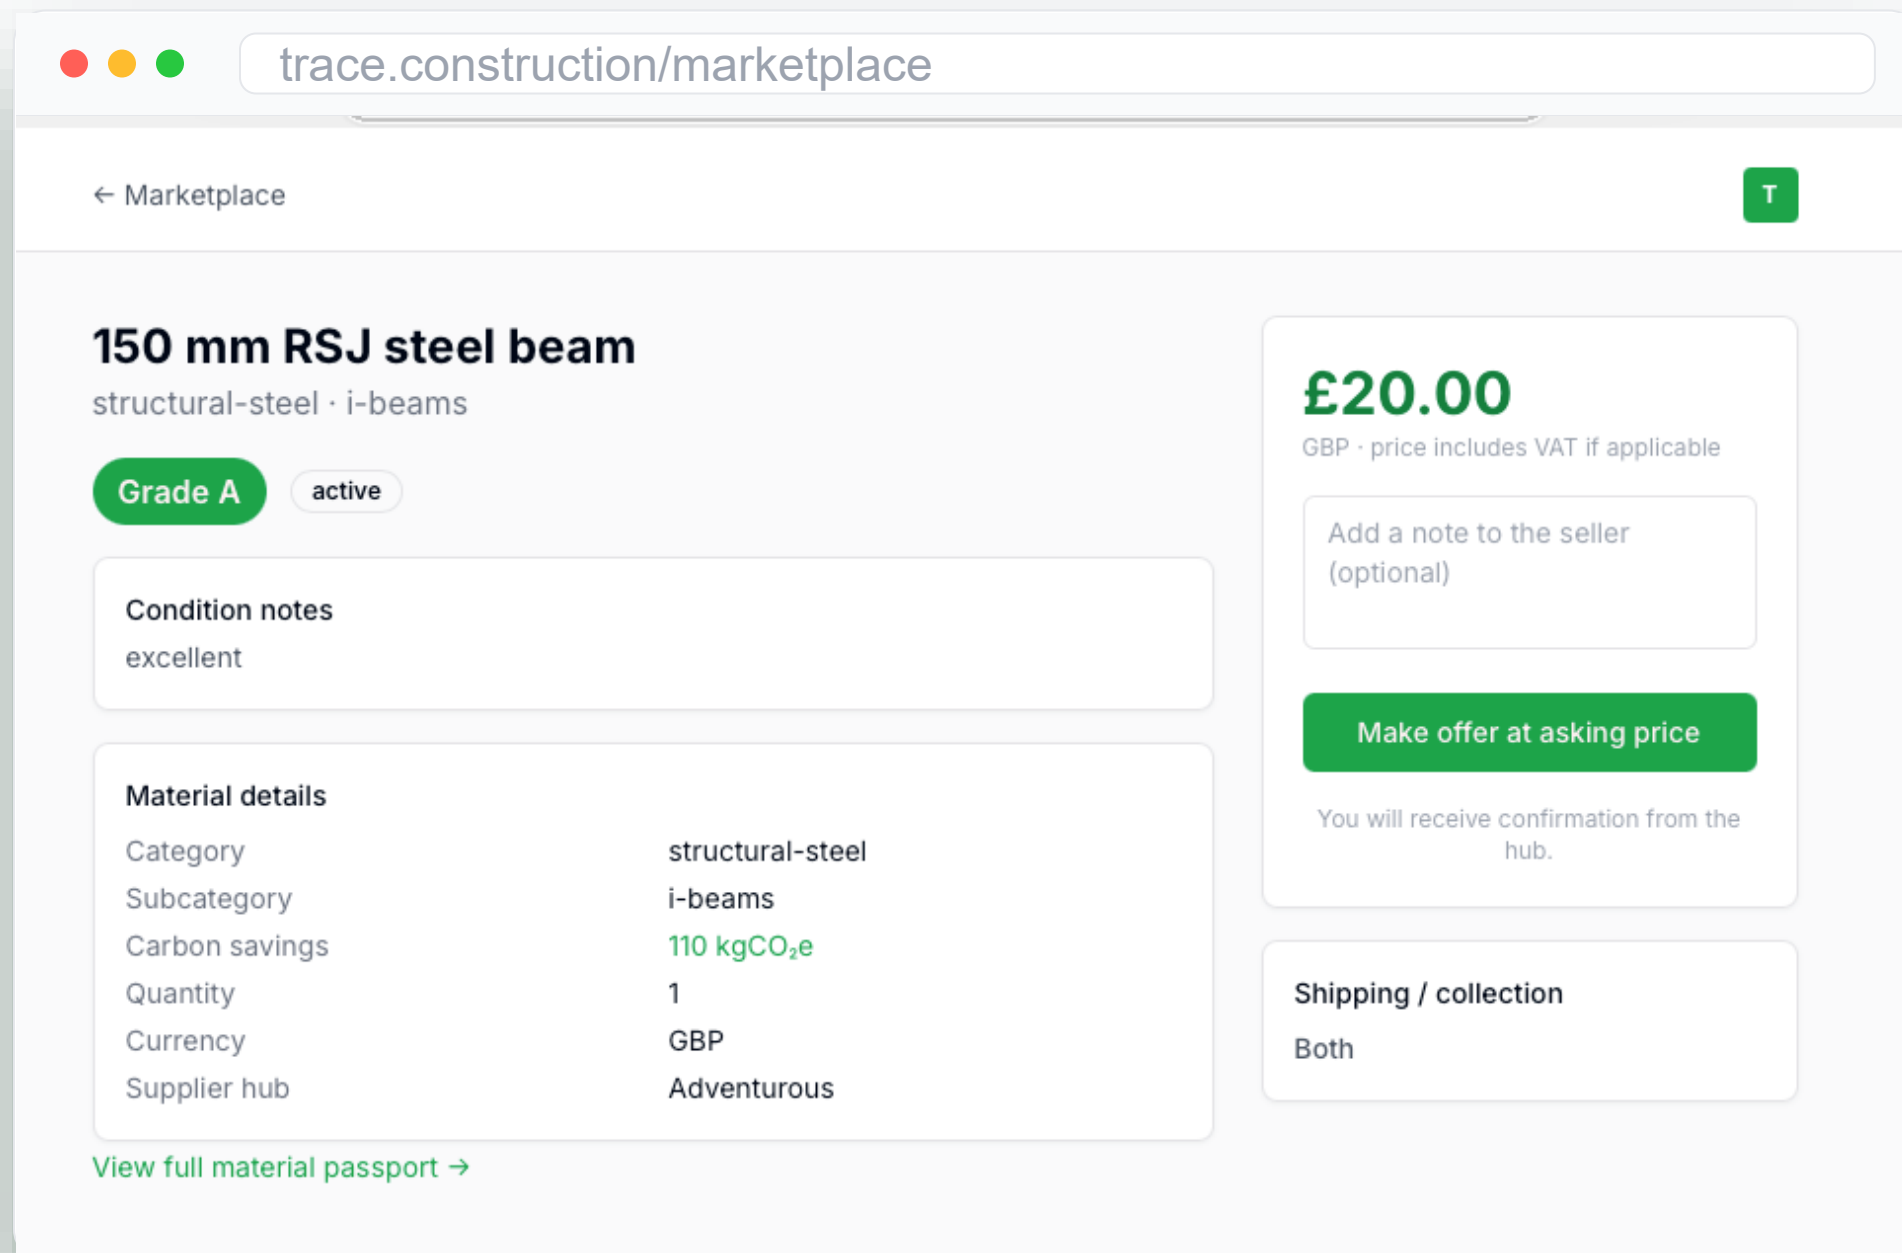 trace.construction/marketplace
← Marketplace
T
150 mm RSJ steel beam
structural-steel · i-beams
Grade A
active
Condition notes
excellent
Material details
Category structural-steel
Subcategory i-beams
Carbon savings 110 kgCO₂e
Quantity 1
Currency GBP
Supplier hub Adventurous
View full material passport →
£20.00
GBP · price includes VAT if applicable
Add a note to the seller
(optional)
Make offer at asking price
You will receive confirmation from the
hub.
Shipping / collection
Both